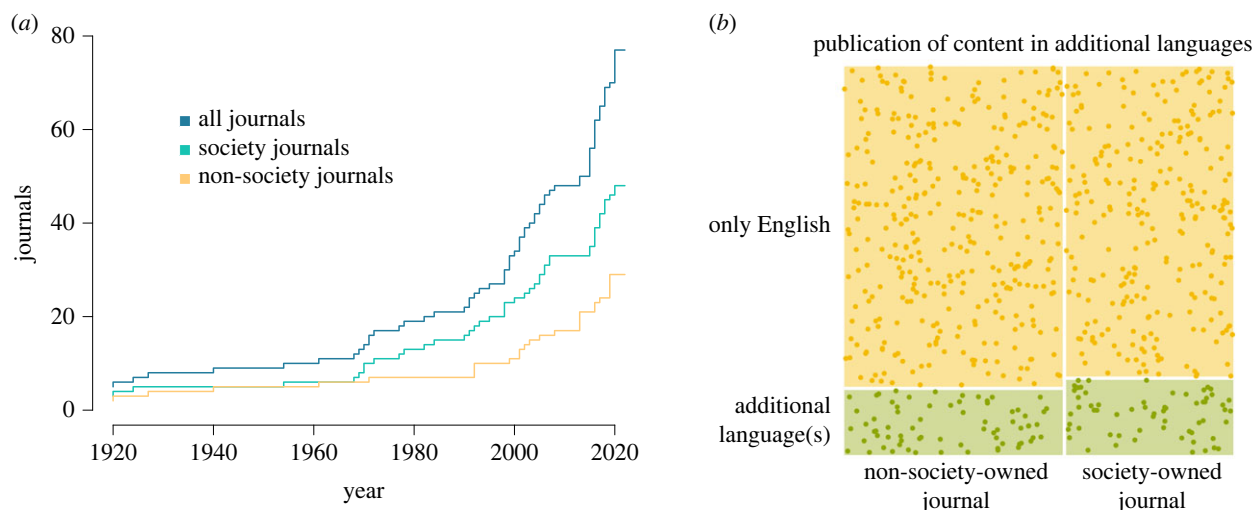 (a)
80
60
40
20
0
journals
all journals
society journals
non-society journals
1920 1940 1960 1980 2000 2020
year
(b)
publication of content in additional languages
only English
additional
language(s)
non-society-owned
journal
society-owned
journal